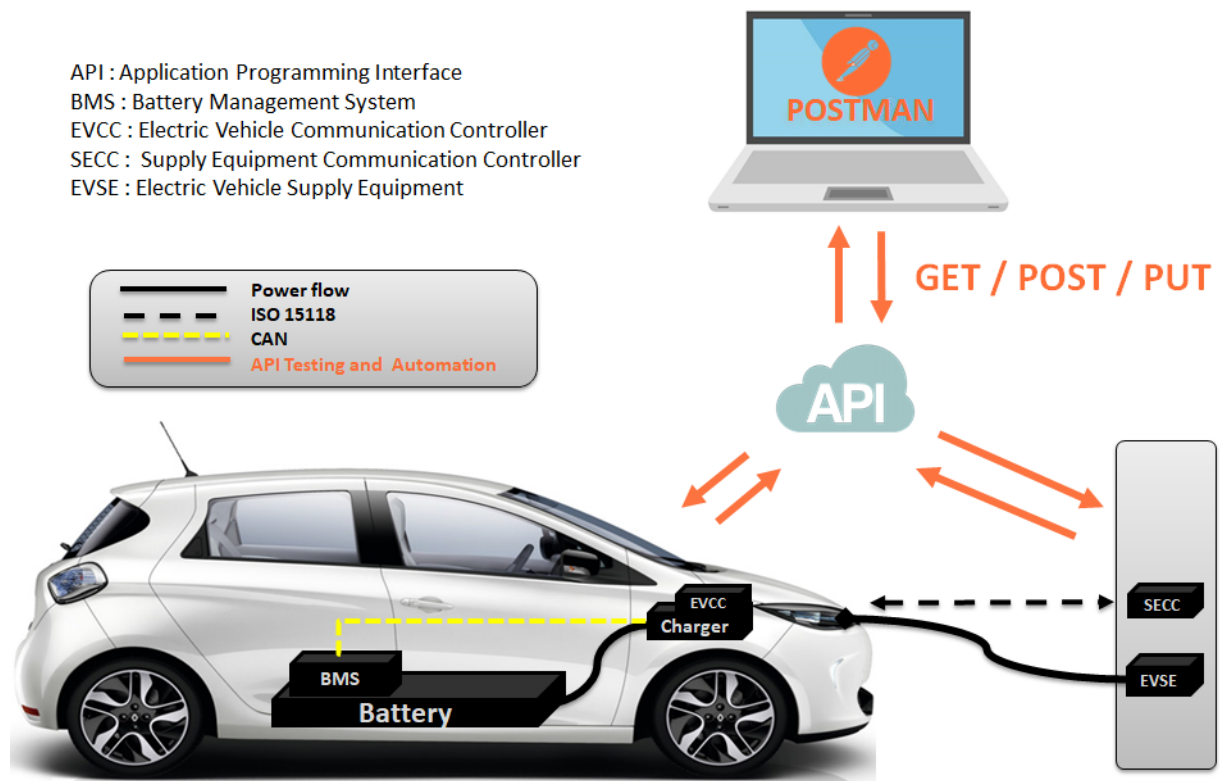 API : Application Programming Interface
BMS : Battery Management System
EVCC : Electric Vehicle Communication Controller
SECC :  Supply Equipment Communication Controller
EVSE : Electric Vehicle Supply Equipment
POSTMAN
GET / POST / PUT
Power flow
ISO 15118
CAN
API Testing and  Automation
API
EVCC
Charger
SECC
BMS
EVSE
Battery